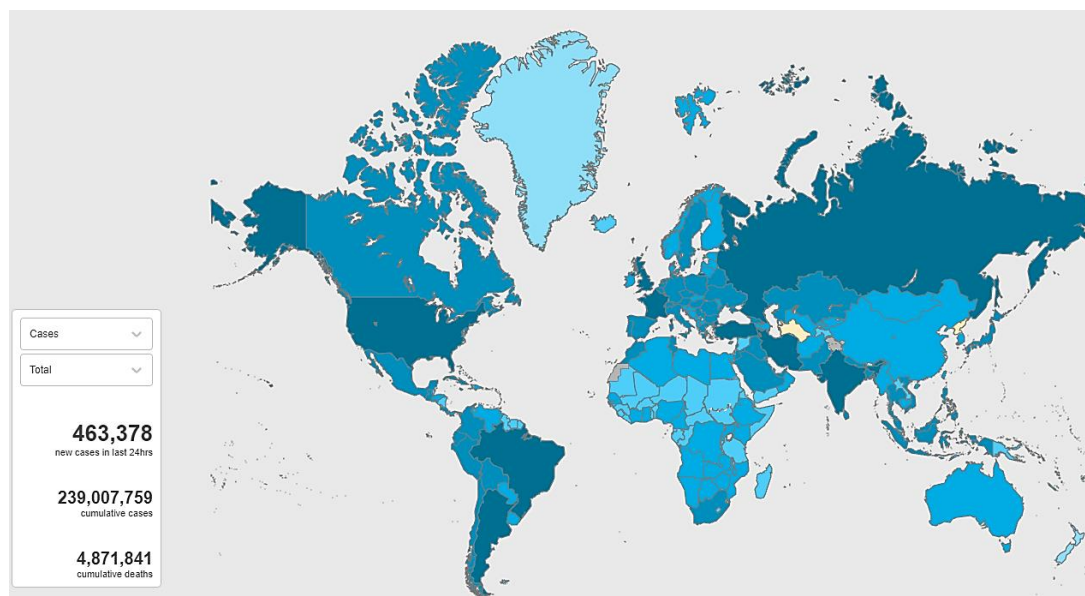 Cases
Total
463,378
new cases in last 24hrs
239,007,759
cumulative cases
4,871,841
cumulative deaths